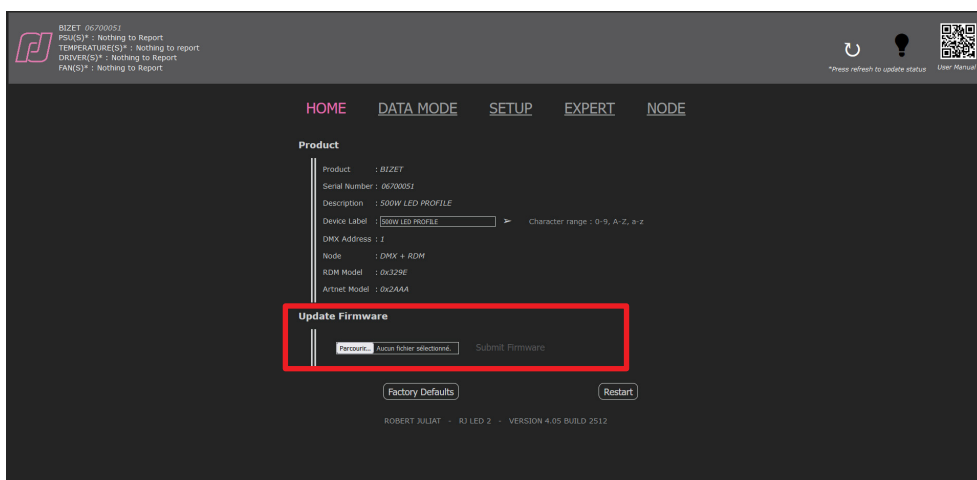 BIZET 06700051
PSU(S)* : Nothing to Report
TEMPERATURE(S)* : Nothing to report
DRIVER(S)* : Nothing to Report
FAN(S)* : Nothing to Report
*Press refresh to update status
User Manual
HOME DATA MODE SETUP EXPERT NODE
Product
Product : BIZET
Serial Number : 06700051
Description : 500W LED PROFILE
Device Label : 500W LED PROFILE ➢ Character range : 0-9, A-Z, a-z
DMX Address : 1
Node : DMX + RDM
RDM Model : 0x329E
Artnet Model : 0x2AAA
Update Firmware
Parcourir... Aucun fichier sélectionné. Submit Firmware
Factory Defaults Restart
ROBERT JULIAT - RJ LED 2 - VERSION 4.05 BUILD 2512